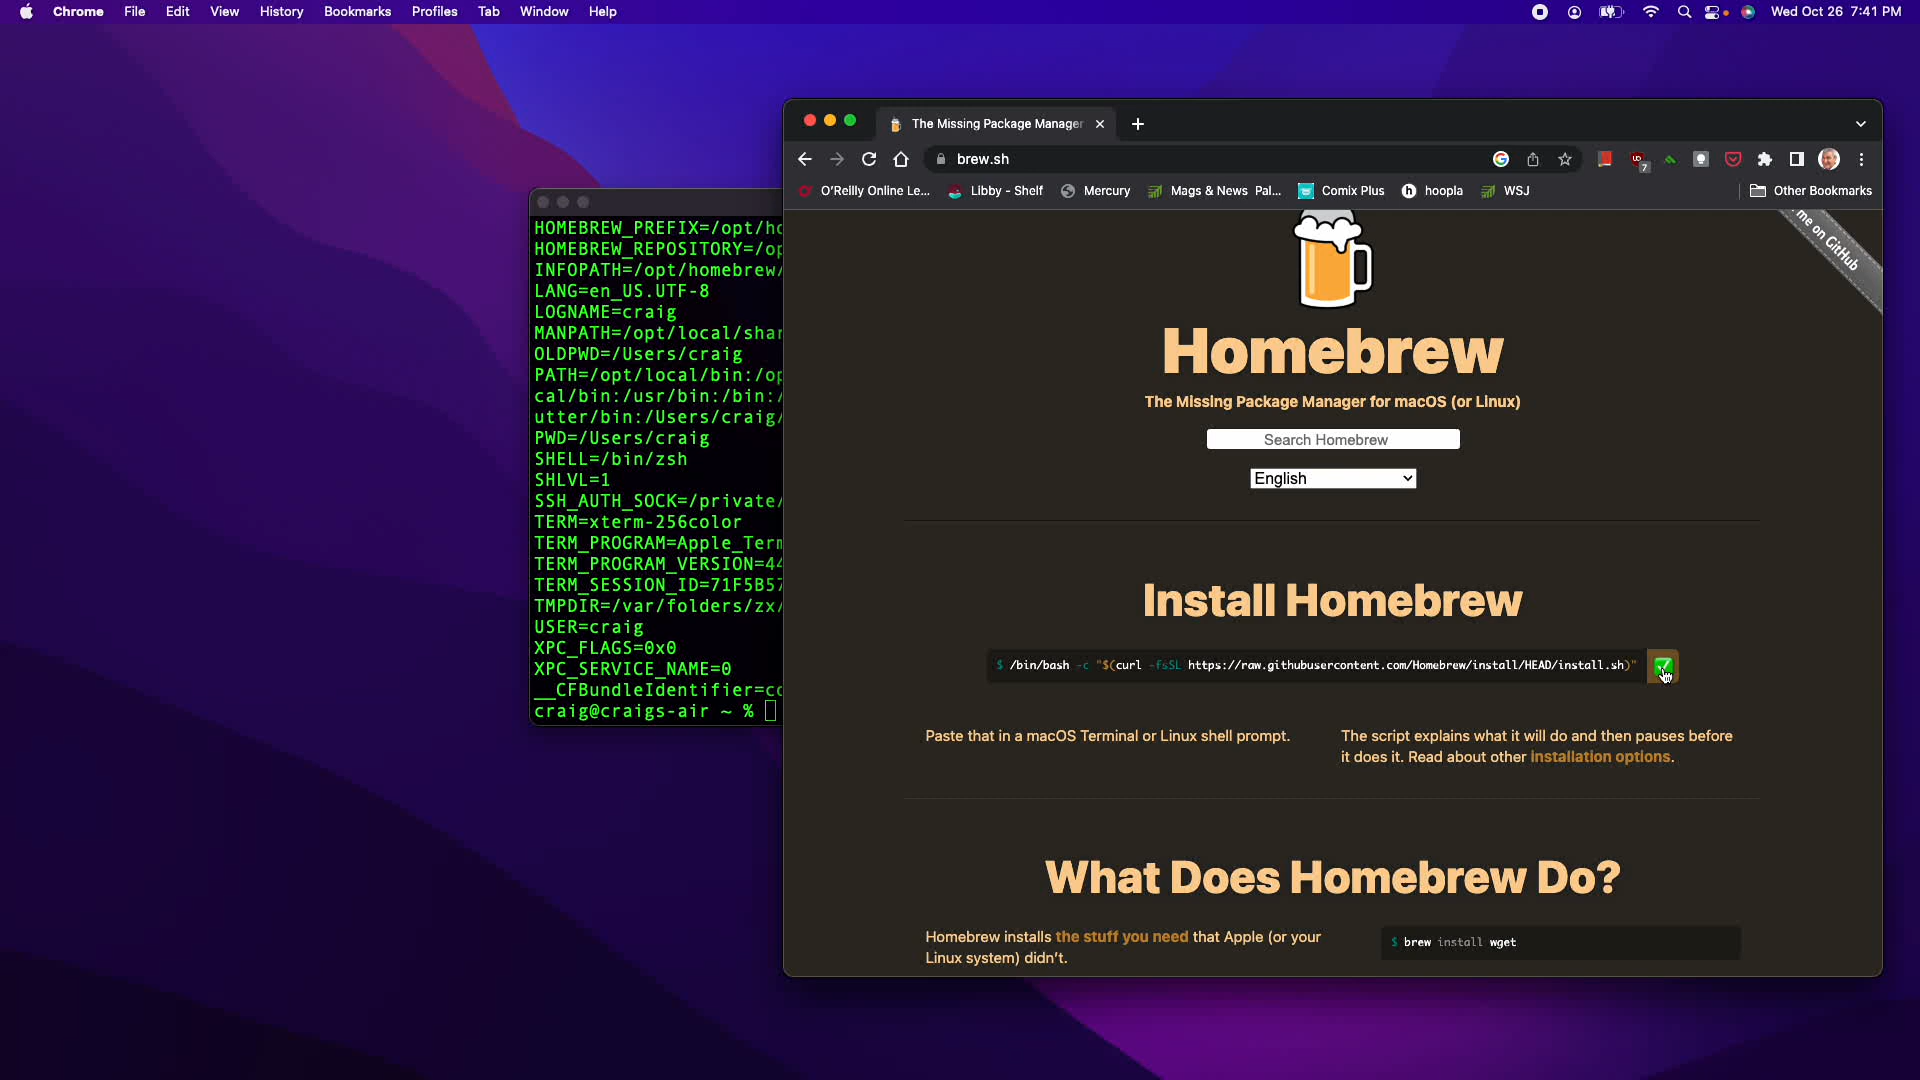 Chrome File Edit View History Bookmarks Profiles Tab Window Help
Wed Oct 26 7:41 PM
HOMEBREW_PREFIX=/opt/ho
HOMEBREW_REPOSITORY=/op
INFOPATH=/opt/homebrew/
LANG=en_US.UTF-8
LOGNAME=craig
MANPATH=/opt/local/shar
OLDPWD=/Users/craig
PATH=/opt/local/bin:/op
cal/bin:/usr/bin:/bin:/
utter/bin:/Users/craig/
PWD=/Users/craig
SHELL=/bin/zsh
SHLVL=1
SSH_AUTH_SOCK=/private/
TERM=xterm-256color
TERM_PROGRAM=Apple_Term
TERM_PROGRAM_VERSION=44
TERM_SESSION_ID=71F5B57
TMPDIR=/var/folders/zx/
USER=craig
XPC_FLAGS=0x0
XPC_SERVICE_NAME=0
__CFBundleIdentifier=co
craig@craigs-air ~ %
The Missing Package Manager
brew.sh
7
O'Reilly Online Le... Libby - Shelf Mercury Mags & News Pal... Comix Plus hoopla WSJ Other Bookmarks
me on GitHub
Homebrew
The Missing Package Manager for macOS (or Linux)
Search Homebrew
English
Install Homebrew
$ /bin/bash -c "$(curl -fsSL https://raw.githubusercontent.com/Homebrew/install/HEAD/install.sh)"
Paste that in a macOS Terminal or Linux shell prompt.
The script explains what it will do and then pauses before
it does it. Read about other installation options.
What Does Homebrew Do?
Homebrew installs the stuff you need that Apple (or your
Linux system) didn't.
$ brew install wget